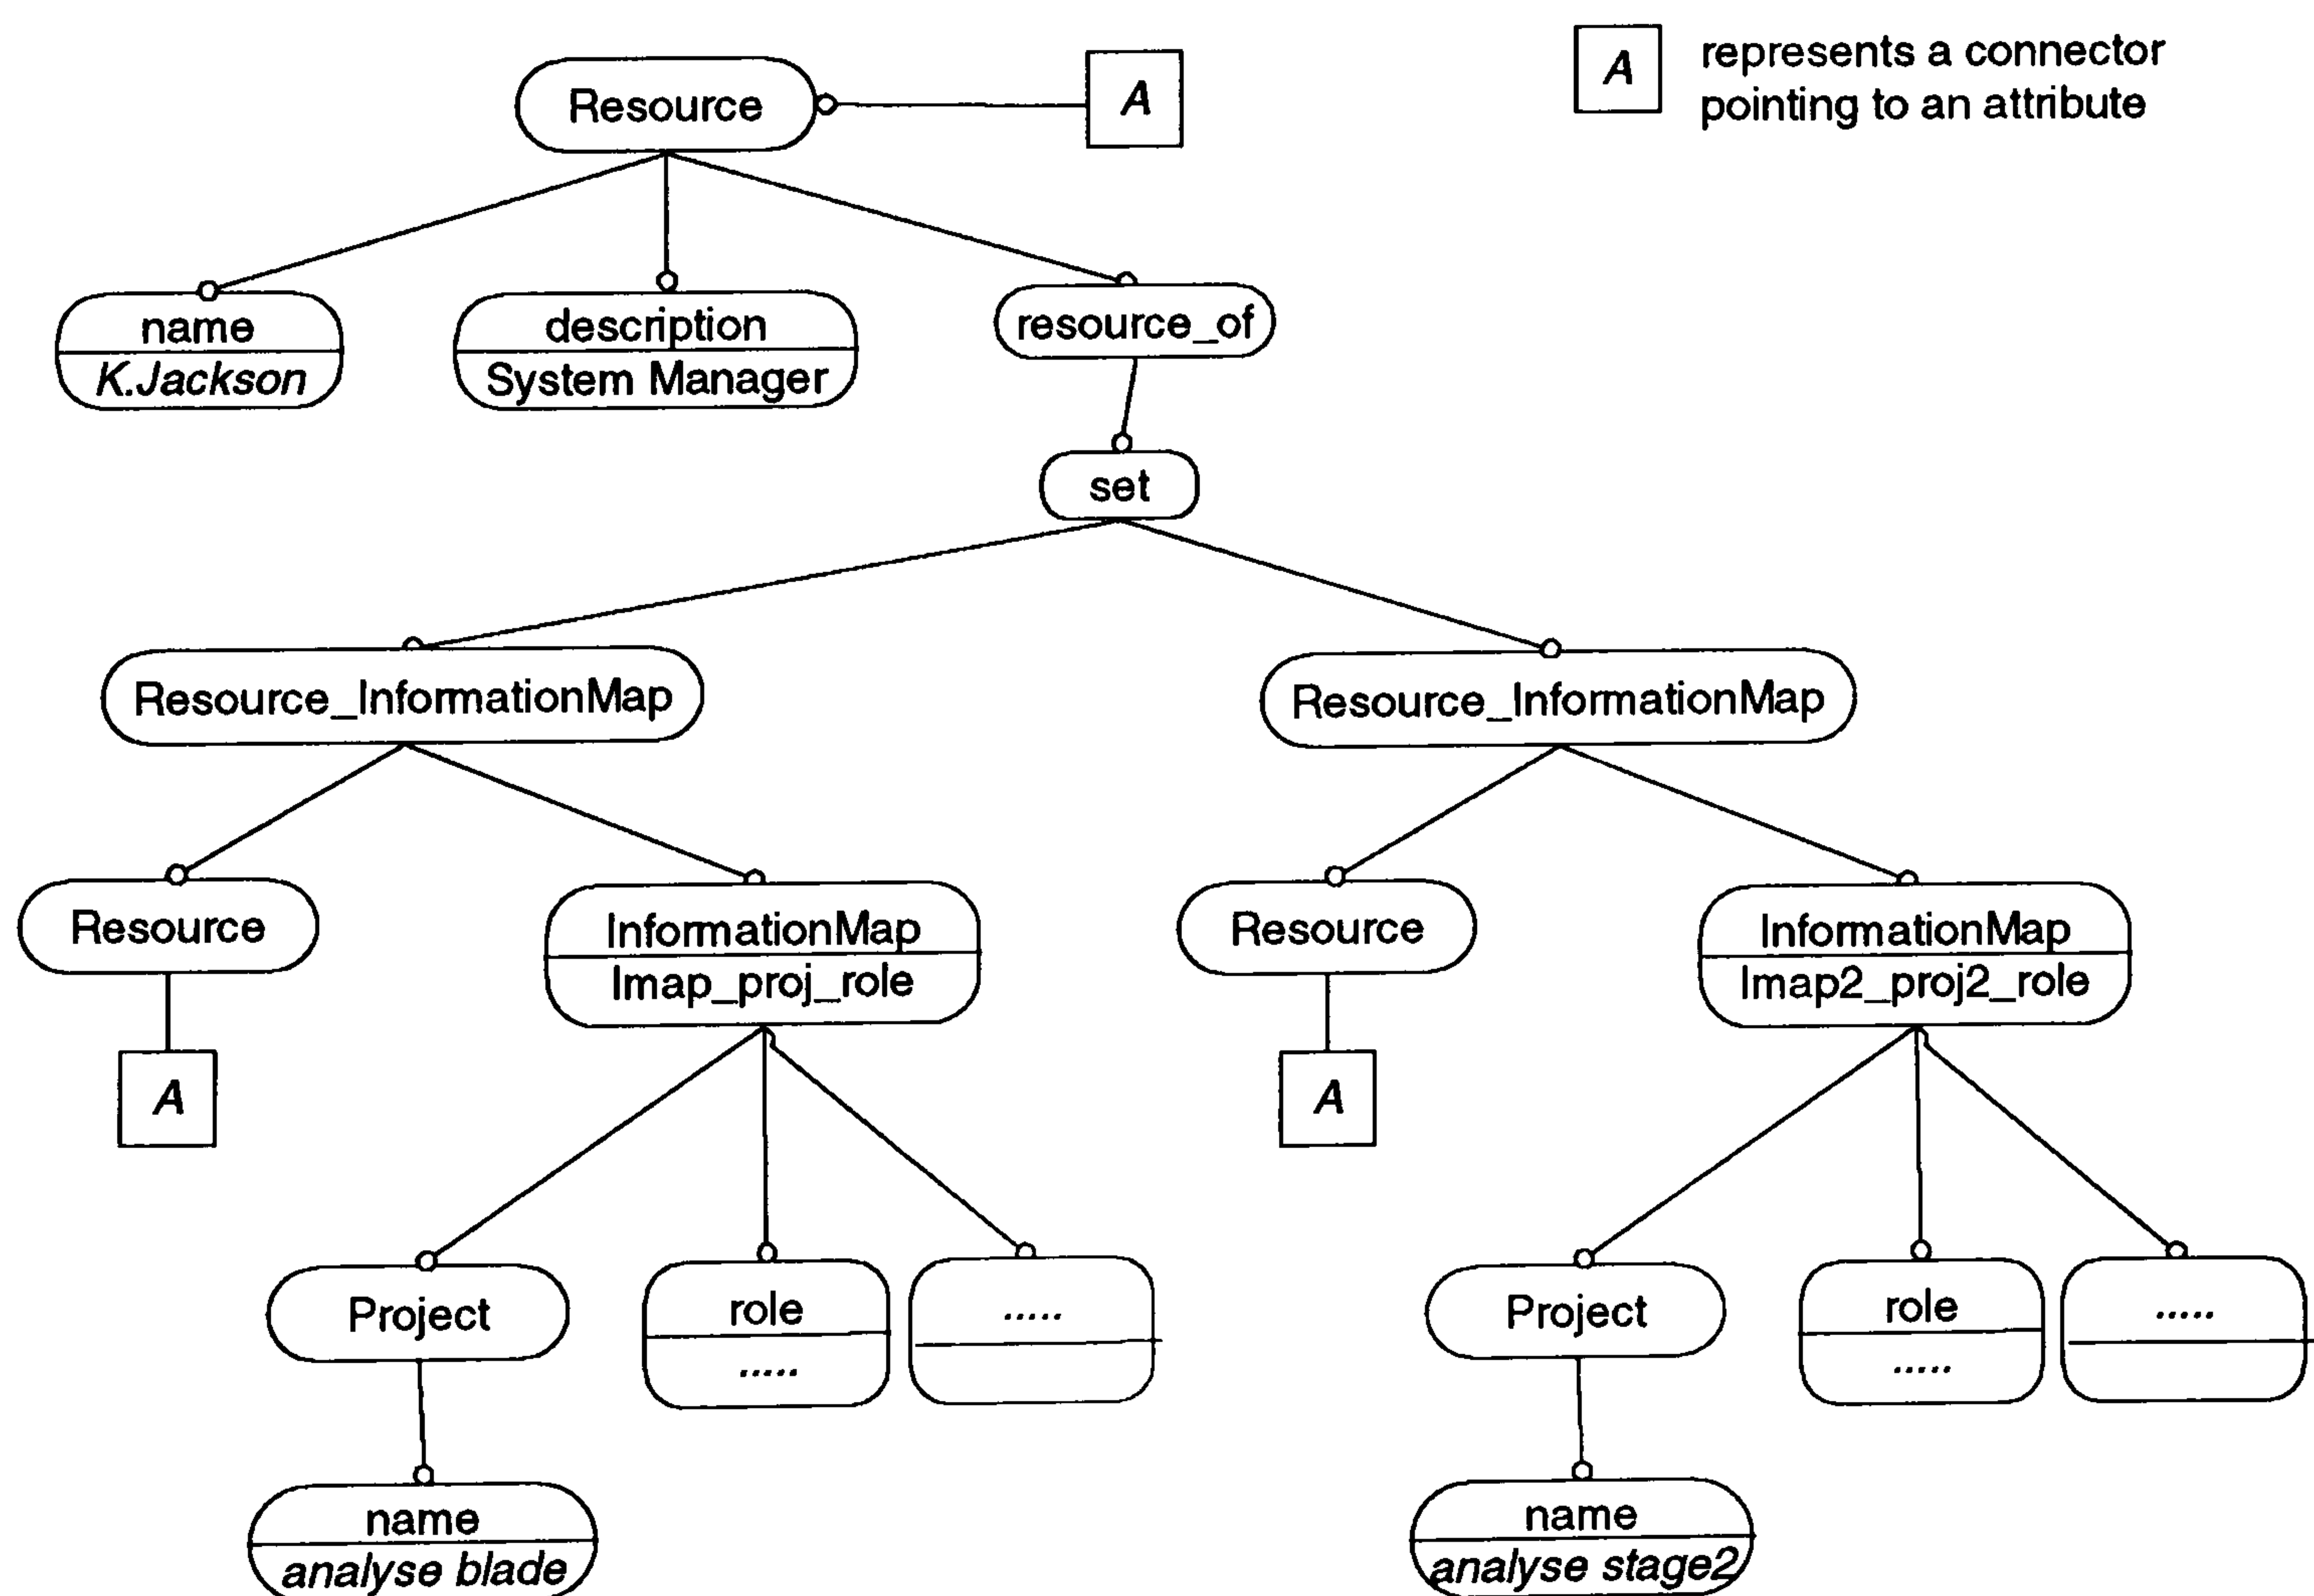 Resource
A
A
represents a connector
pointing to an attribute
name
K.Jackson
description
System Manager
resource_of
set
Resource_InformationMap
Resource_InformationMap
Resource
InformationMap
Imap_proj_role
Resource
InformationMap
Imap2_proj2_role
A
A
Project
role
.....
.....
Project
role
.....
.....
name
analyse blade
name
analyse stage2